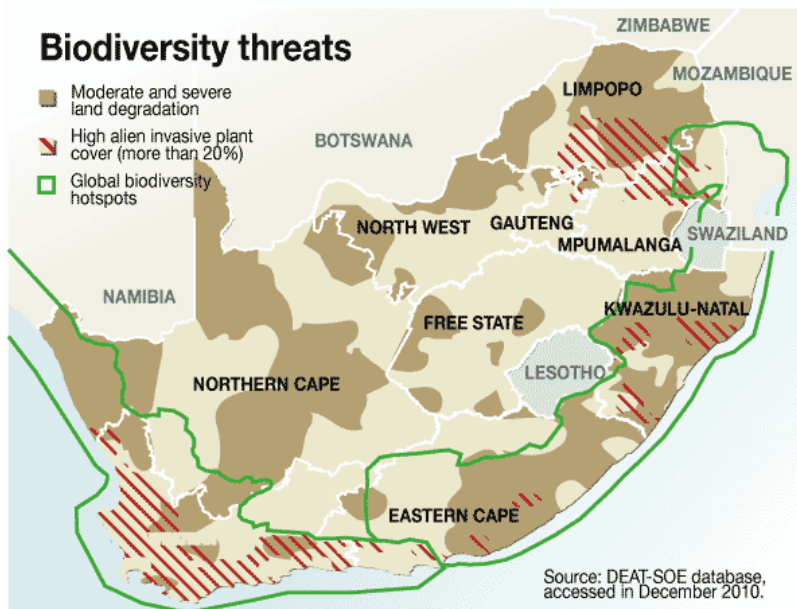 Biodiversity threats
Moderate and severe
land degradation
High alien invasive plant
cover (more than 20%)
Global biodiversity
hotspots
ZIMBABWE
MOZAMBIQUE
LIMPOPO
BOTSWANA
NORTH WEST
GAUTENG
MPUMALANGA
SWAZILAND
NAMIBIA
KWAZULU-NATAL
FREE STATE
LESOTHO
NORTHERN CAPE
EASTERN CAPE
Source: DEAT-SOE database,
accessed in December 2010.